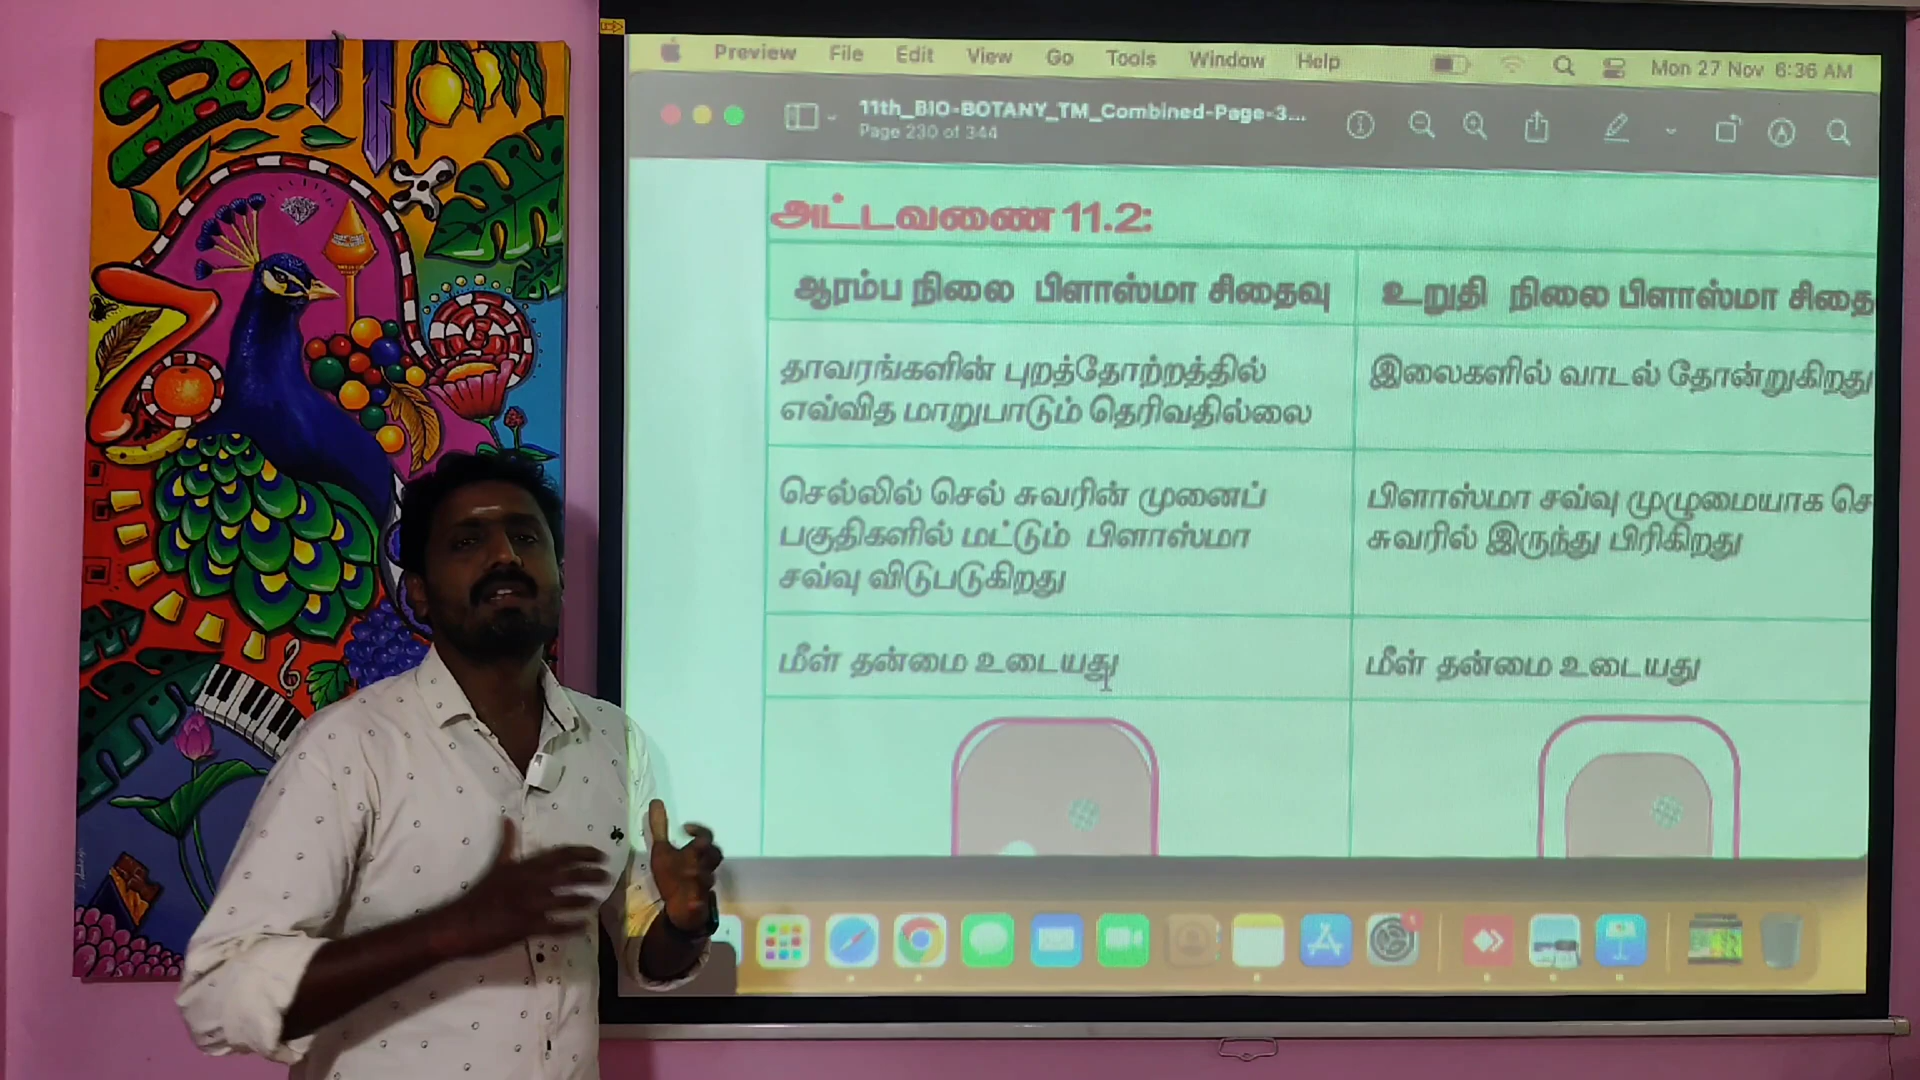 Preview File Edit View Go Tools Window Help Mon 27 Nov 6:36 AM
11th_BIO-BOTANY_TM_Combined-Page-3...
Page 230 of 344
அட்டவணை 11.2:
ஆரம்ப நிலை பிளாஸ்மா சிதைவு
உறுதி நிலை பிளாஸ்மா சிதை
தாவரங்களின் புறத்தோற்றத்தில்
எவ்வித மாறுபாடும் தெரிவதில்லை
இலைகளில் வாடல் தோன்றுகிறது
செல்லில் செல் சுவரின் முனைப்
பகுதிகளில் மட்டும் பிளாஸ்மா
சவ்வு விடுபடுகிறது
பிளாஸ்மா சவ்வு முழுமையாக செ
சுவரில் இருந்து பிரிகிறது
மீள் தன்மை உடையது
மீள் தன்மை உடையது